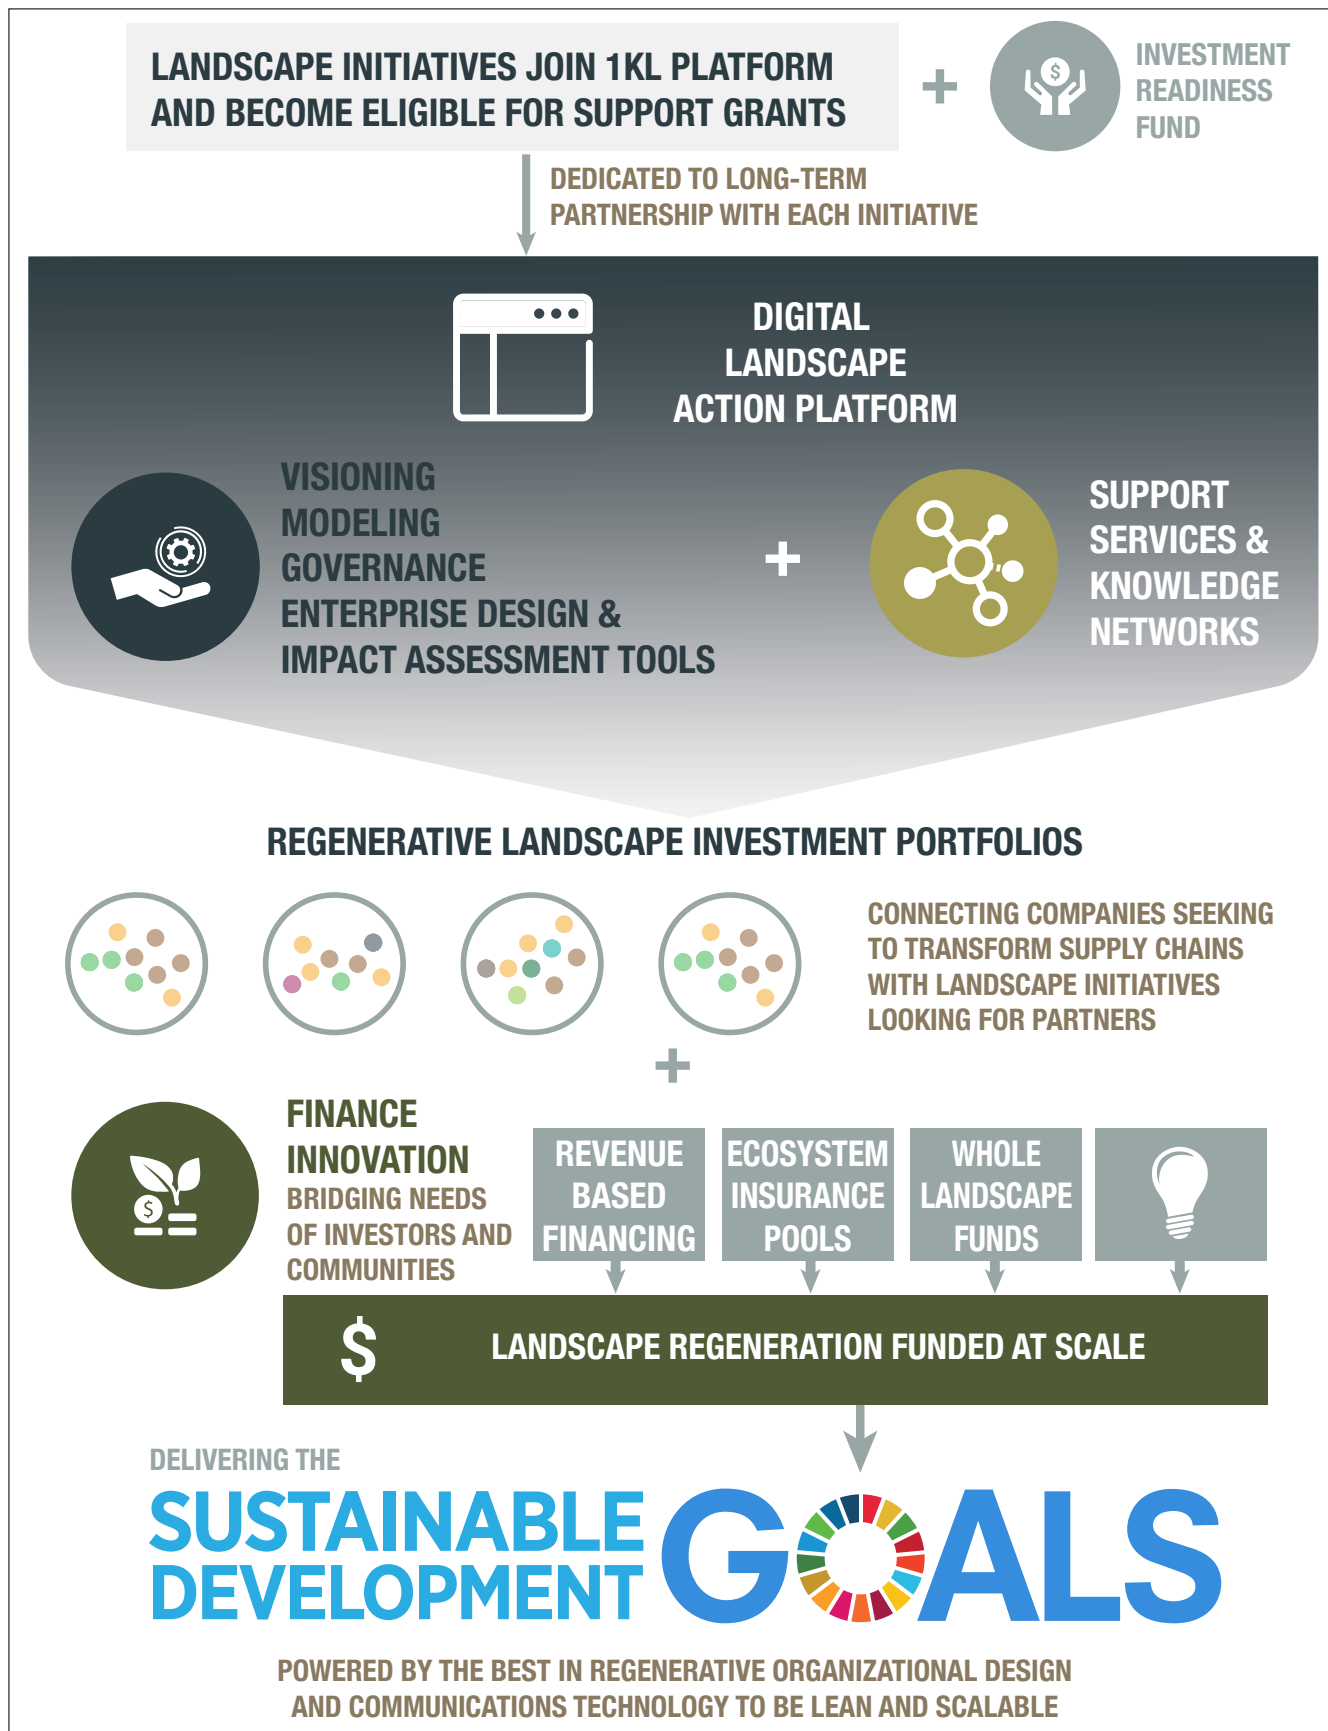 LANDSCAPE INITIATIVES JOIN 1KL PLATFORM
AND BECOME ELIGIBLE FOR SUPPORT GRANTS
+
$
INVESTMENT
READINESS
FUND
DEDICATED TO LONG-TERM
PARTNERSHIP WITH EACH INITIATIVE
DIGITAL
LANDSCAPE
ACTION PLATFORM
VISIONING
MODELING
GOVERNANCE
ENTERPRISE DESIGN &
IMPACT ASSESSMENT TOOLS
+
SUPPORT
SERVICES &
KNOWLEDGE
NETWORKS
REGENERATIVE LANDSCAPE INVESTMENT PORTFOLIOS
CONNECTING COMPANIES SEEKING
TO TRANSFORM SUPPLY CHAINS
WITH LANDSCAPE INITIATIVES
LOOKING FOR PARTNERS
+
$
FINANCE
INNOVATION
BRIDGING NEEDS
OF INVESTORS AND
COMMUNITIES
REVENUE
BASED
FINANCING
ECOSYSTEM
INSURANCE
POOLS
WHOLE
LANDSCAPE
FUNDS
$ LANDSCAPE REGENERATION FUNDED AT SCALE
DELIVERING THE
SUSTAINABLE
DEVELOPMENT
GOALS
POWERED BY THE BEST IN REGENERATIVE ORGANIZATIONAL DESIGN
AND COMMUNICATIONS TECHNOLOGY TO BE LEAN AND SCALABLE